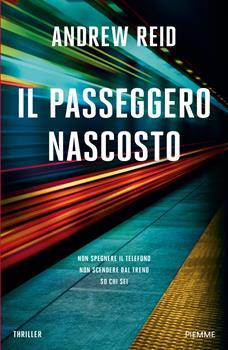 ANDREW REID
IL PASSEGGERO
NASCOSTO
NON SPEGNERE IL TELEFONO
NON SCENDERE DAL TRENO
SO CHI SEI
THRILLER
PIEMME